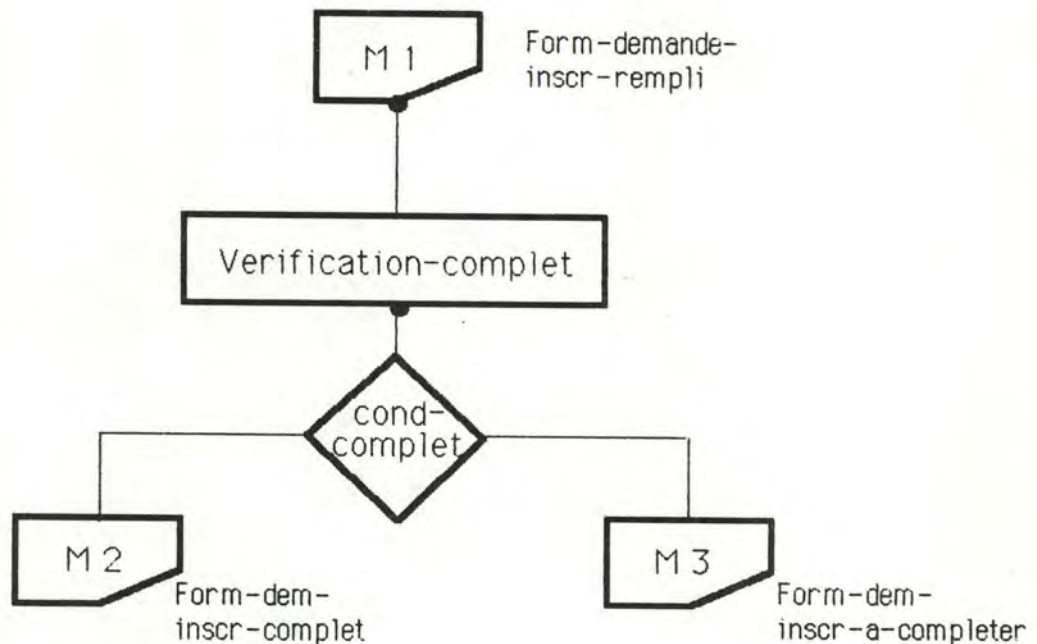 M 1
Form-demande-
inscr-rempli
Verification-complet
cond-
complet
M 2
Form-dem-
inscr-complet
M 3
Form-dem-
inscr-a-completer